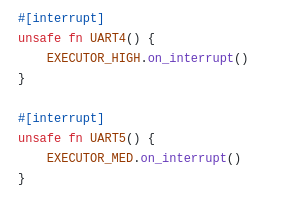 #[interrupt]
unsafe fn UART4() {
    EXECUTOR_HIGH.on_interrupt()
}

#[interrupt]
unsafe fn UART5() {
    EXECUTOR_MED.on_interrupt()
}